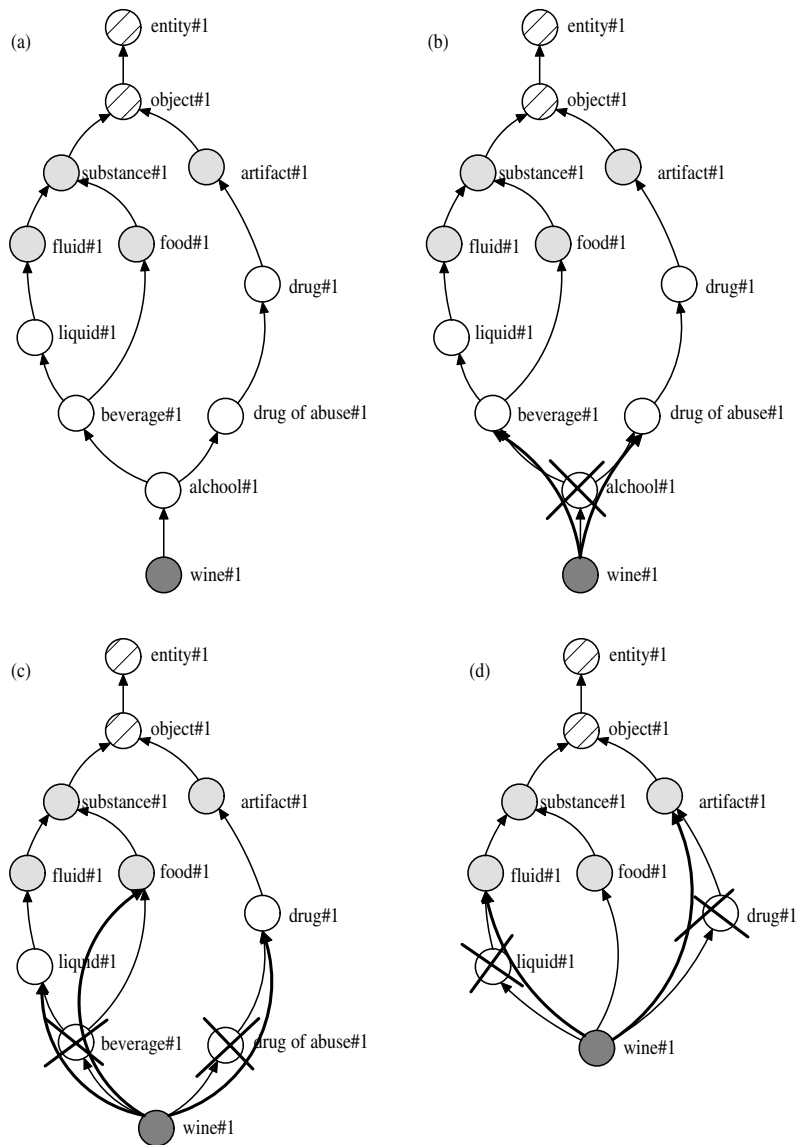 (a)
entity#1
object#1
substance#1
artifact#1
fluid#1
food#1
drug#1
liquid#1
beverage#1
drug of abuse#1
alchool#1
wine#1
(b)
entity#1
object#1
substance#1
artifact#1
fluid#1
food#1
drug#1
liquid#1
beverage#1
drug of abuse#1
alchool#1
wine#1
(c)
entity#1
object#1
substance#1
artifact#1
fluid#1
food#1
drug#1
liquid#1
beverage#1
drug of abuse#1
wine#1
(d)
entity#1
object#1
substance#1
artifact#1
fluid#1
food#1
drug#1
liquid#1
wine#1